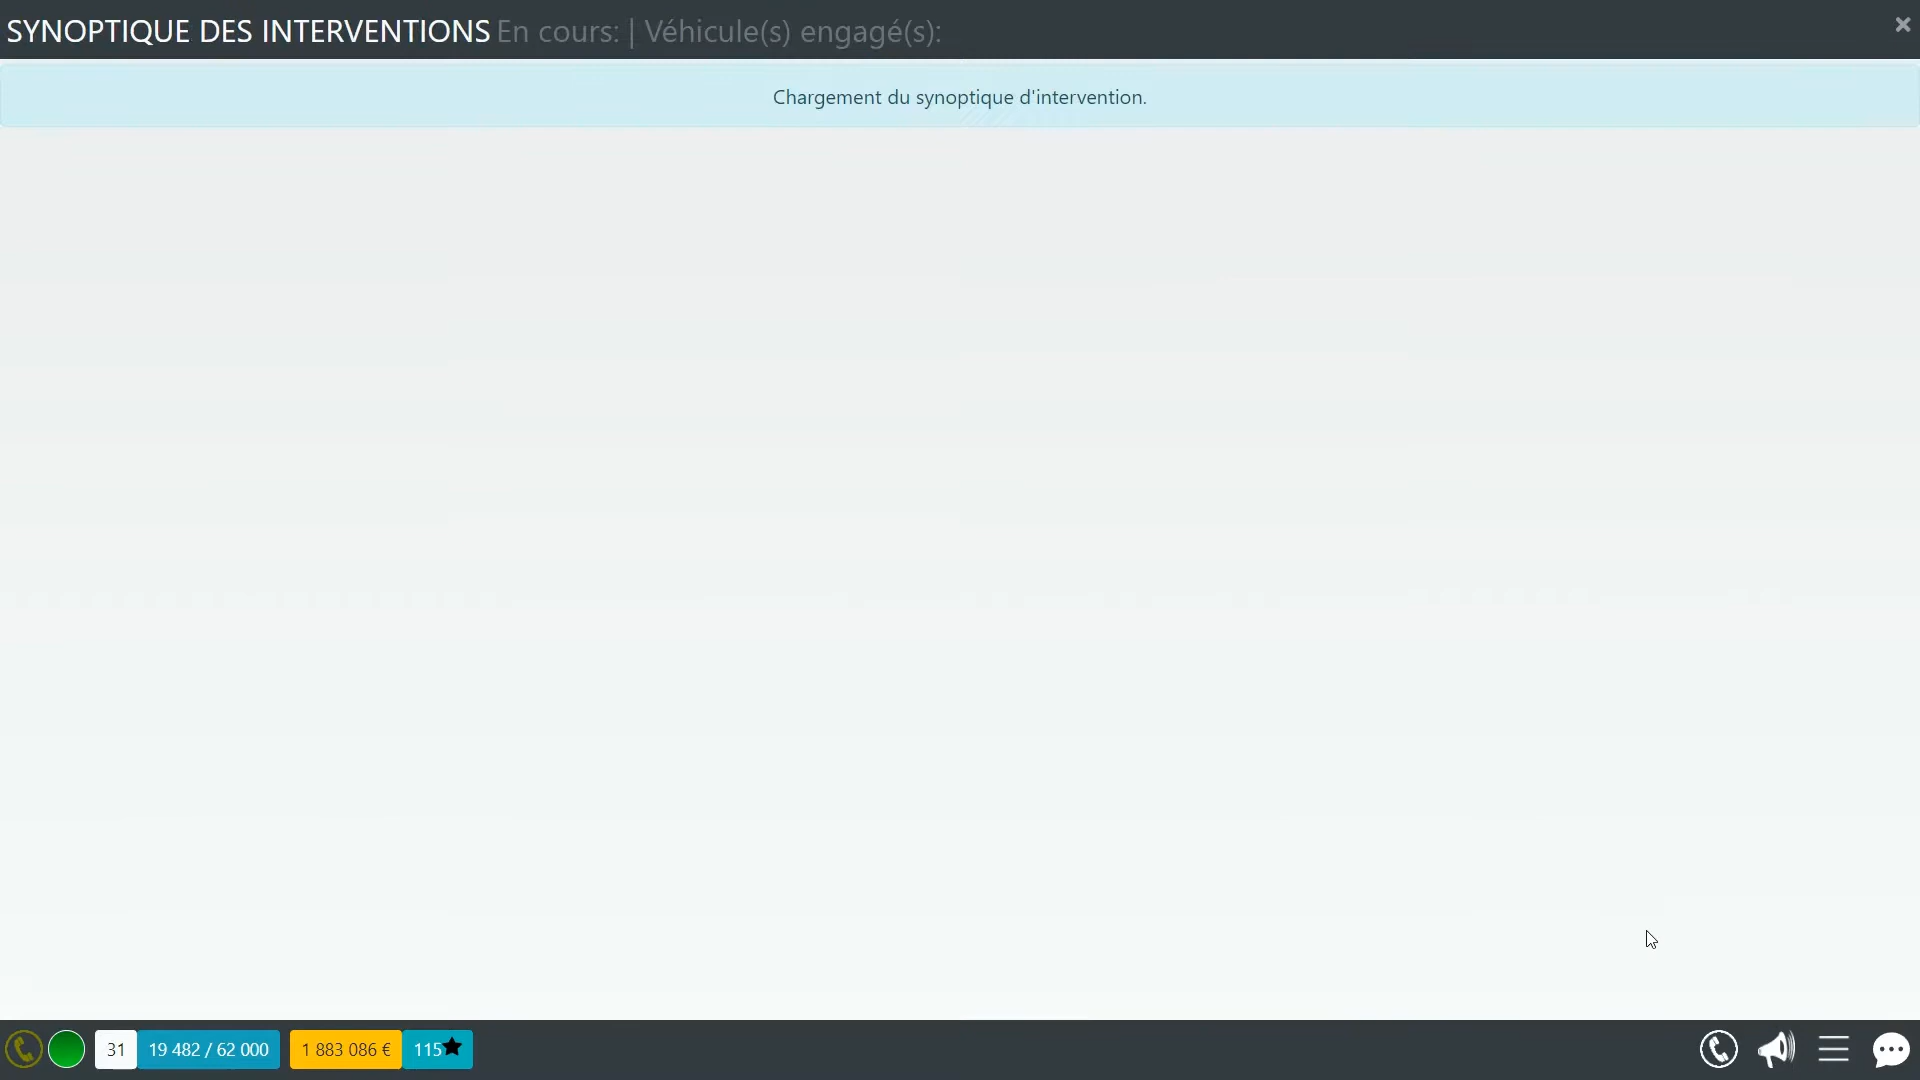 SYNOPTIQUE DES INTERVENTIONS En cours: | Véhicule(s) engagé(s):
Chargement du synoptique d'intervention.
31 19 482 / 62 000 1 883 086 € 115